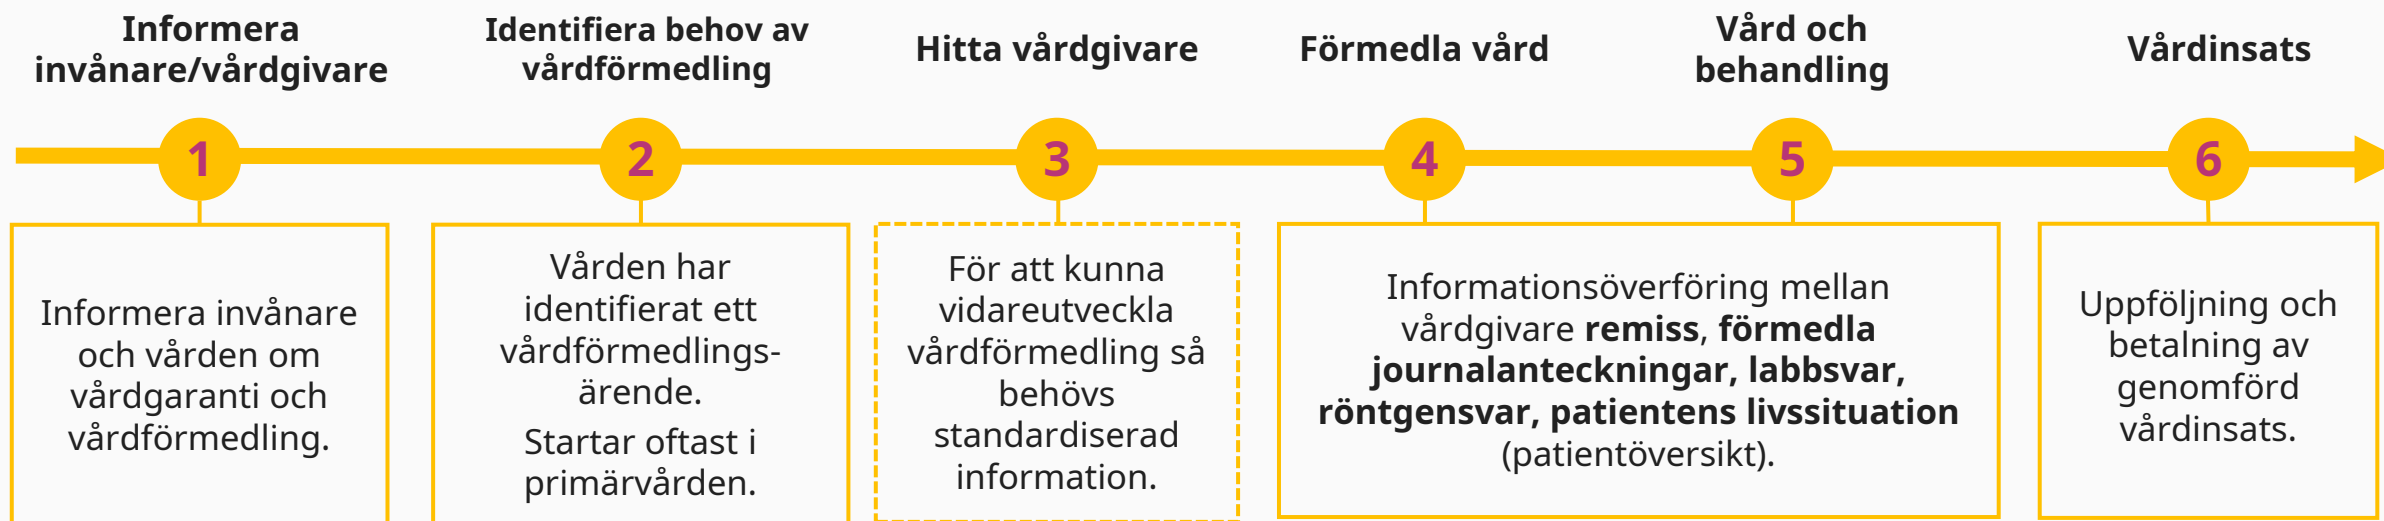 Informera
invånare/vårdgivare
Identifiera behov av
vårdförmedling
Hitta vårdgivare
Förmedla vård
Vård och
behandling
Vårdinsats
1
2
3
4
5
6
Informera invånare
och vården om
vårdgaranti och
vårdförmedling.
Vården har
identifierat ett
vårdförmedlings-
ärende.
Startar oftast i
primärvården.
För att kunna
vidareutveckla
vårdförmedling så
behövs
standardiserad
information.
Informationsöverföring mellan
vårdgivare remiss, förmedla
journalanteckningar, labbsvar,
röntgensvar, patientens livssituation
(patientöversikt).
Uppföljning och
betalning av
genomförd
vårdinsats.